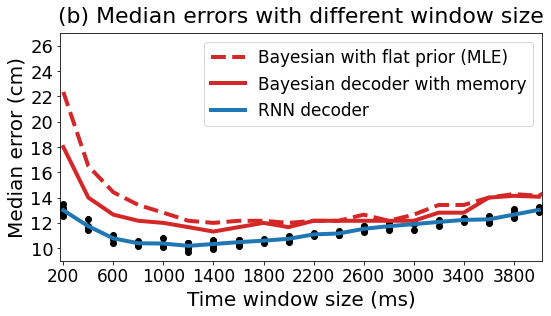 (b) Median errors with different window size
Median error (cm)
26
24
22
20
18
16
14
12
10
Bayesian with flat prior (MLE)
Bayesian decoder with memory
RNN decoder
200 600 1000 1400 1800 2200 2600 3000 3400 3800
Time window size (ms)